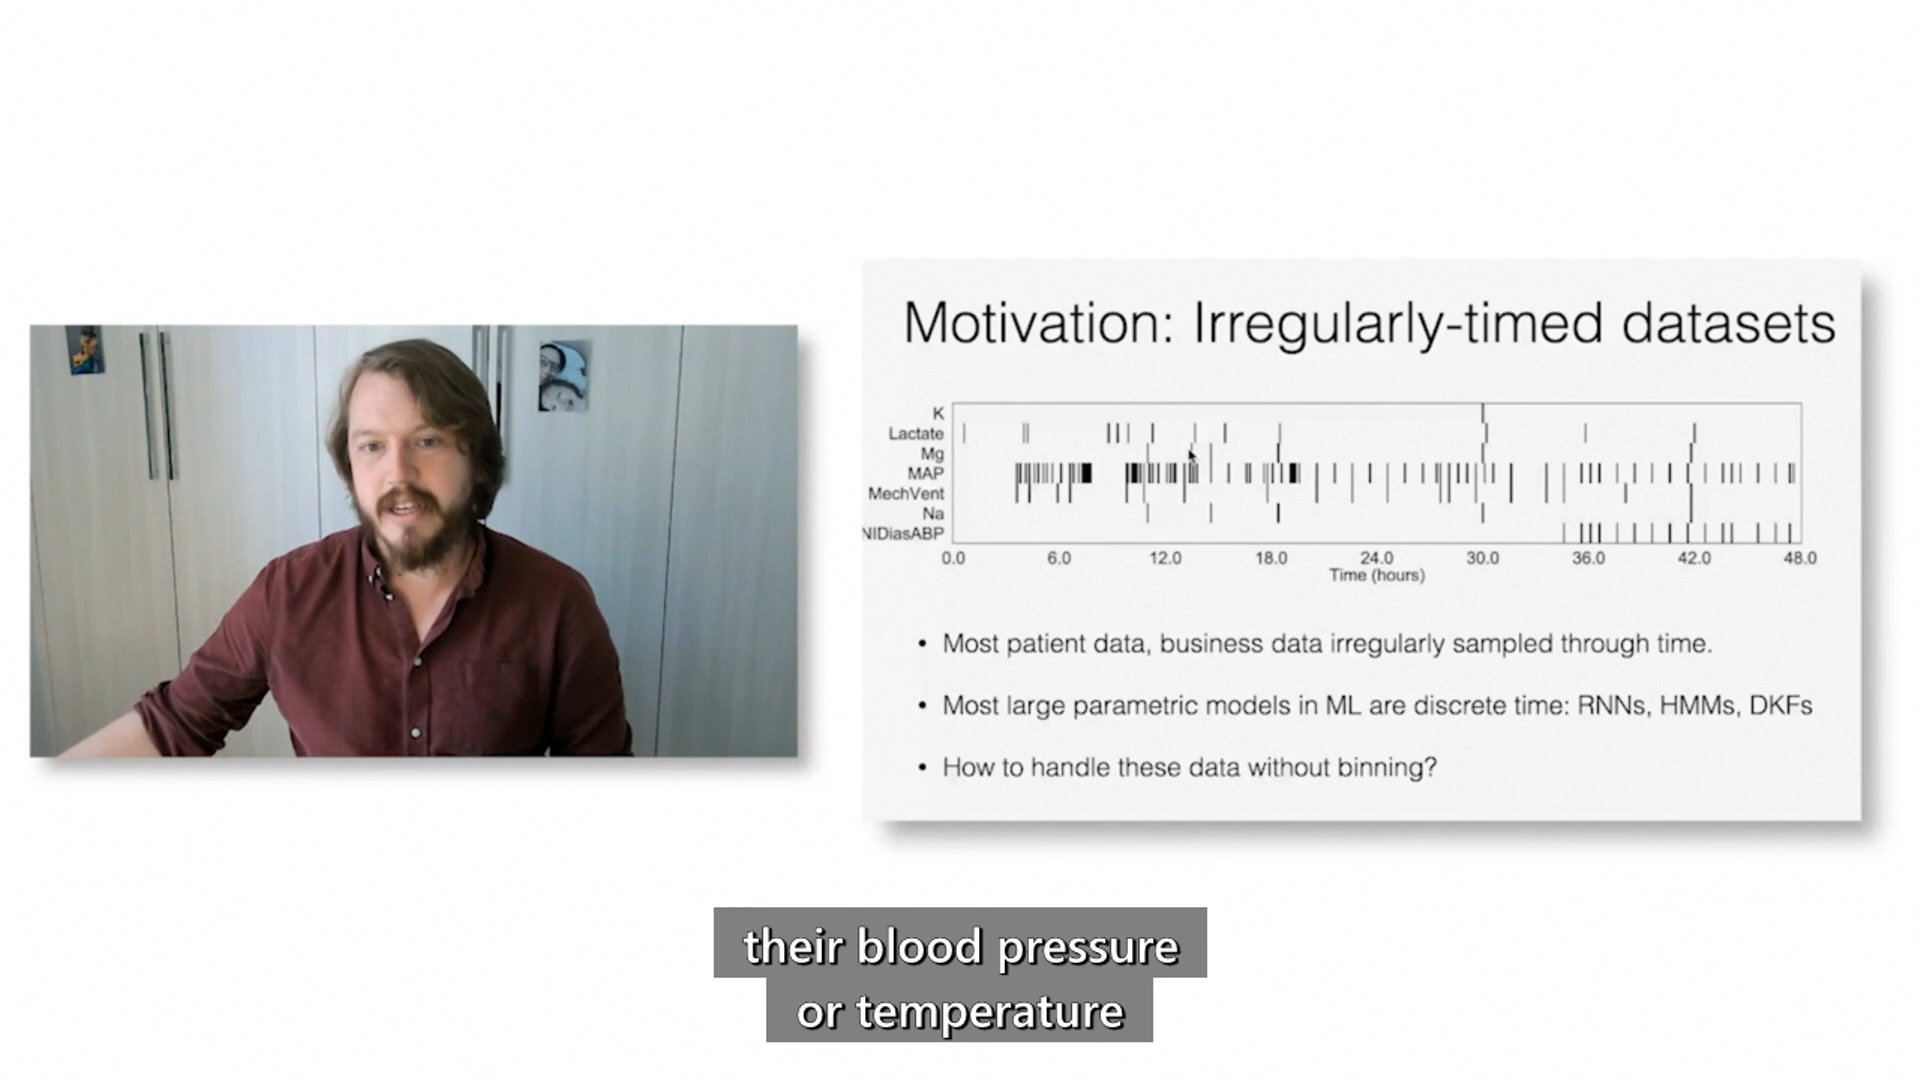 Motivation: Irregularly-timed datasets
K
Lactate
Mg
MAP
MechVent
Na
NIDiasABP
0.0 6.0 12.0 18.0 24.0 30.0 36.0 42.0 48.0
Time (hours)
• Most patient data, business data irregularly sampled through time.
• Most large parametric models in ML are discrete time: RNNs, HMMs, DKFs
• How to handle these data without binning?
their blood pressure
or temperature